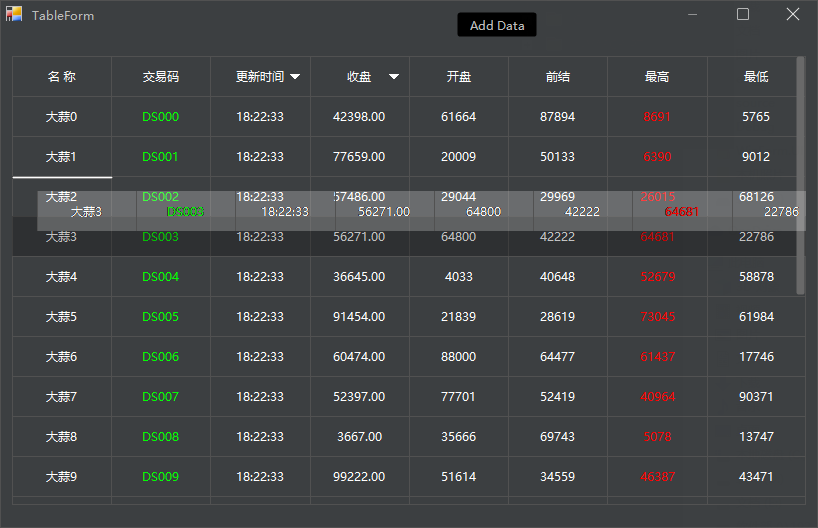 TableForm
Add Data
名 称 交易码 更新时间 收盘 开盘 前结 最高 最低
大蒜0 DS000 18:22:33 42398.00 61664 87894 8691 5765
大蒜1 DS001 18:22:33 77659.00 20009 50133 6390 9012
大蒜2 DS002 18:22:33 57486.00 29044 29969 26015 68126
大蒜3 DS003 18:22:33 56271.00 64800 42222 64681 22786
大蒜3 DS003 18:22:33 56271.00 64800 42222 64681 22786
大蒜4 DS004 18:22:33 36645.00 4033 40648 52679 58878
大蒜5 DS005 18:22:33 91454.00 21839 28619 73045 61984
大蒜6 DS006 18:22:33 60474.00 88000 64477 61437 17746
大蒜7 DS007 18:22:33 52397.00 77701 52419 40964 90371
大蒜8 DS008 18:22:33 3667.00 35666 69743 5078 13747
大蒜9 DS009 18:22:33 99222.00 51614 34559 46387 43471